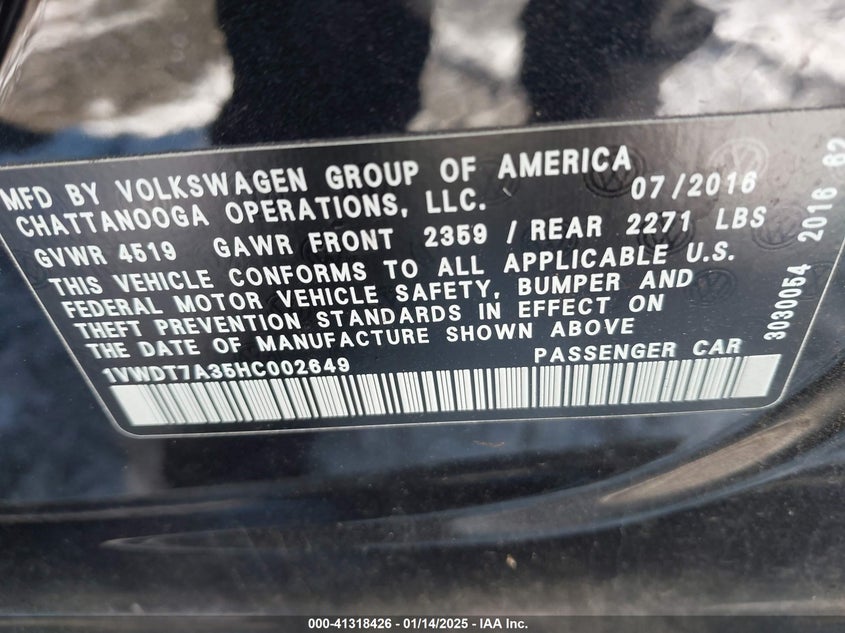 MFD BY VOLKSWAGEN GROUP OF AMERICA
CHATTANOOGA OPERATIONS, LLC. 07/2016
GVWR 4519 GAWR FRONT 2359 / REAR 2271 LBS
THIS VEHICLE CONFORMS TO ALL APPLICABLE U.S.
FEDERAL MOTOR VEHICLE SAFETY, BUMPER AND
THEFT PREVENTION STANDARDS IN EFFECT ON
THE DATE OF MANUFACTURE SHOWN ABOVE
1VWDT7A35HC002649 PASSENGER CAR
3030054 2016 82
000-41318426 - 01/14/2025 - IAA Inc.